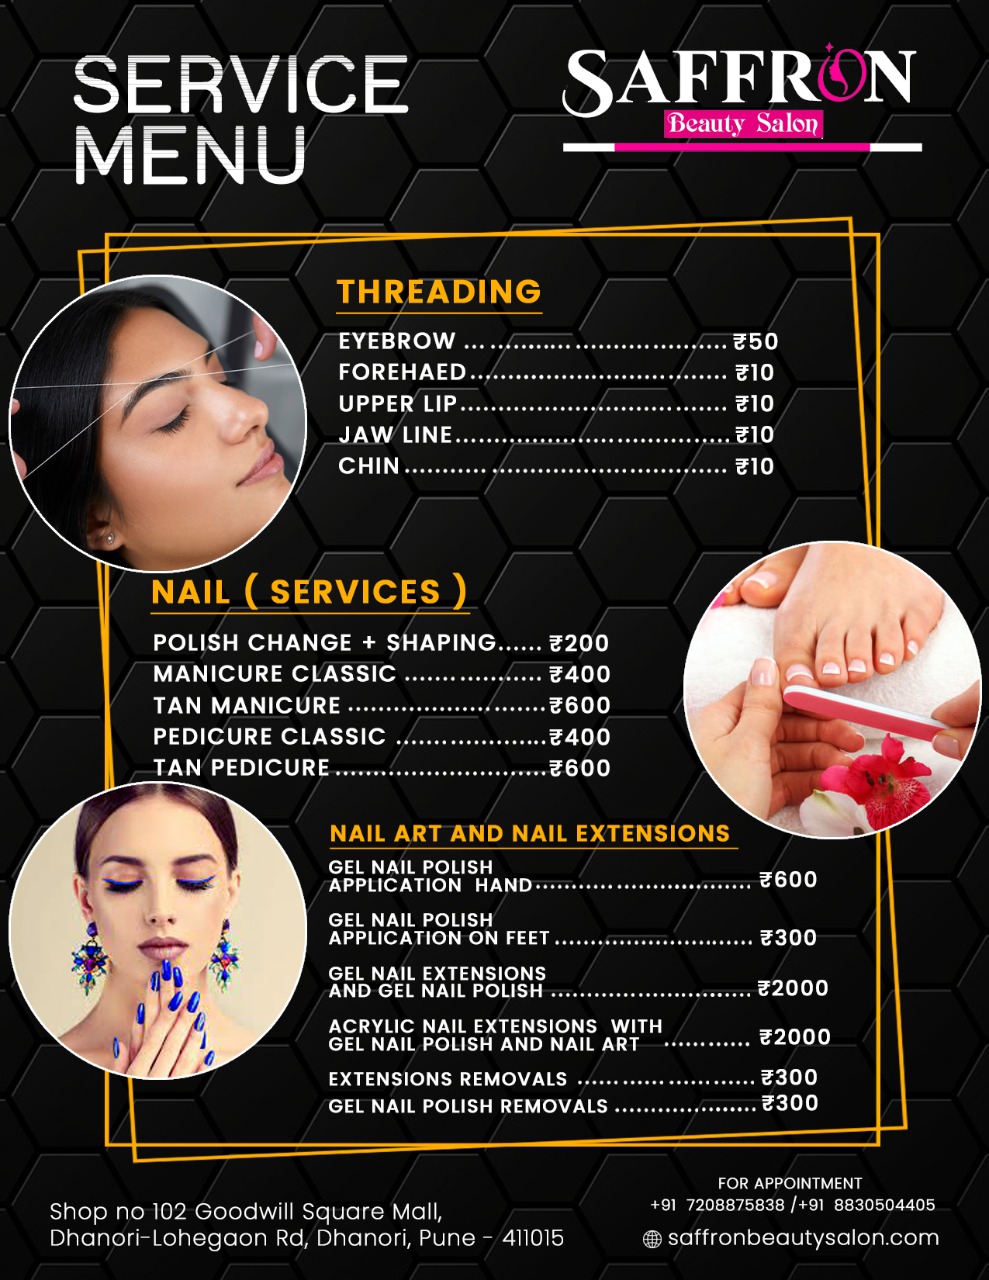 SERVICE
MENU
SAFFRON
Beauty Salon
THREADING
EYEBROW ... ........... ..................... ₹50
FOREHAED................................... ₹10
UPPER LIP..................................... ₹10
JAW LINE...................................... ₹10
CHIN ........... ............................... ₹10
NAIL ( SERVICES )
POLISH CHANGE + SHAPING...... ₹200
MANICURE CLASSIC ................... ₹400
TAN MANICURE ...........................₹600
PEDICURE CLASSIC .....................₹400
TAN PEDICURE.............................₹600
NAIL ART AND NAIL EXTENSIONS
GEL NAIL POLISH
APPLICATION HAND................................ ₹600
GEL NAIL POLISH
APPLICATION ON FEET ............................. ₹300
GEL NAIL EXTENSIONS
AND GEL NAIL POLISH ............................. ₹2000
ACRYLIC NAIL EXTENSIONS WITH
GEL NAIL POLISH AND NAIL ART ............ ₹2000
EXTENSIONS REMOVALS ...... ...... ............ ₹300
GEL NAIL POLISH REMOVALS ..................... ₹300
Shop no 102 Goodwill Square Mall,
Dhanori-Lohegaon Rd, Dhanori, Pune - 411015
FOR APPOINTMENT
+91 7208875838 /+91 8830504405
saffronbeautysalon.com